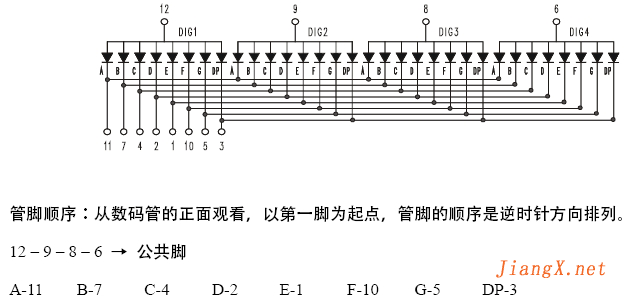 12 9 8 6
DIG1 DIG2 DIG3 DIG4
A B C D E F G DP A B C D E F G DP A B C D E F G DP A B C D E F G DP
11 7 4 2 1 10 5 3
管脚顺序：从数码管的正面观看，以第一脚为起点，管脚的顺序是逆时针方向排列。
12－9－8－6 → 公共脚
JiangX.net
A-11 B-7 C-4 D-2 E-1 F-10 G-5 DP-3